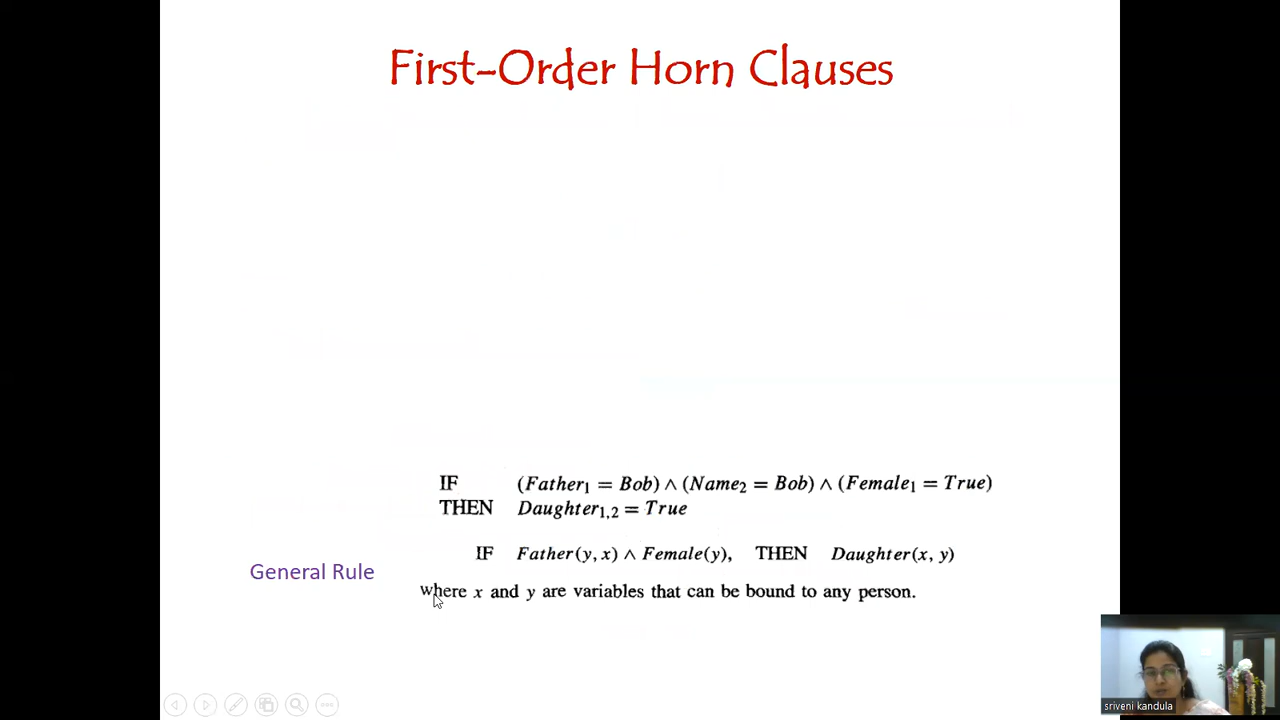 First-Order Horn Clauses
IF (Father₁ = Bob) ∧ (Name₂ = Bob) ∧ (Female₁ = True)
THEN Daughter₁,₂ = True
IF Father(y, x) ∧ Female(y), THEN Daughter(x, y)
General Rule
where x and y are variables that can be bound to any person.
sriveni kandula